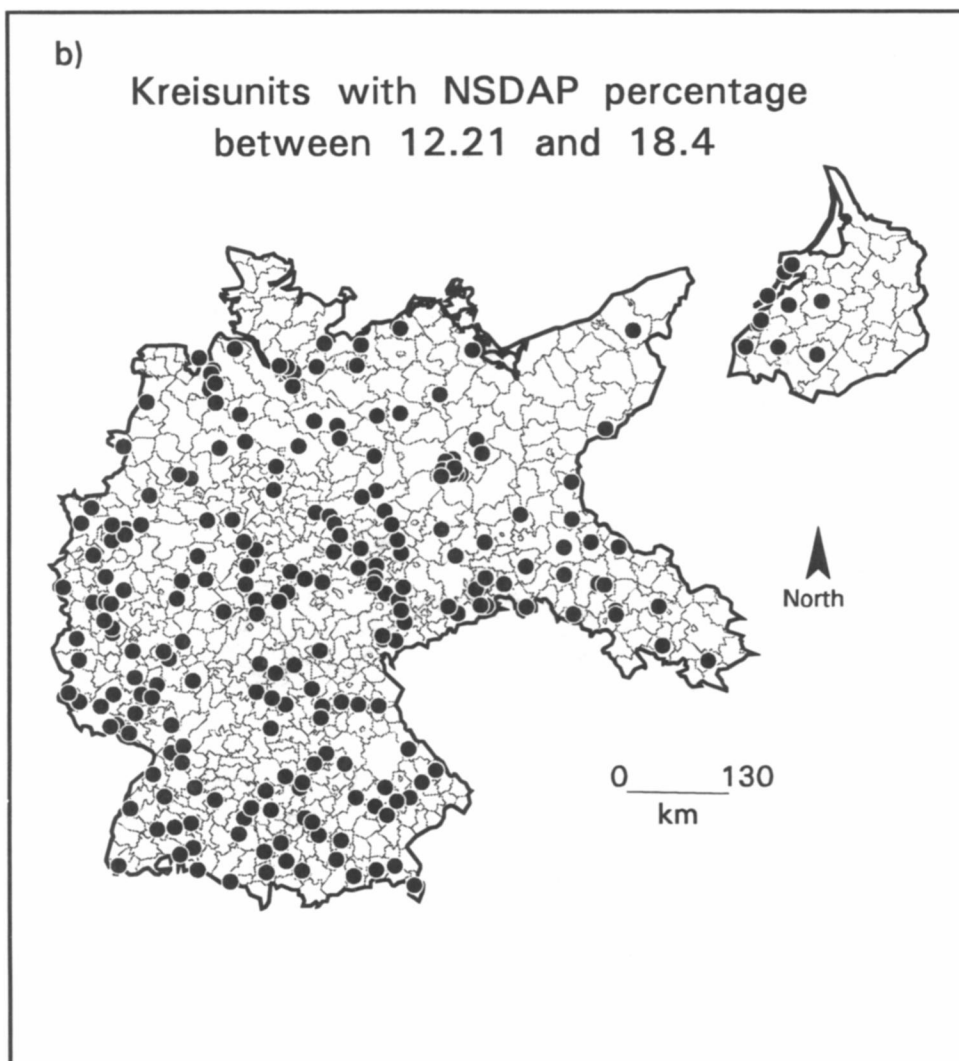 b)
Kreisunits with NSDAP percentage
between 12.21 and 18.4
North
0 130
km